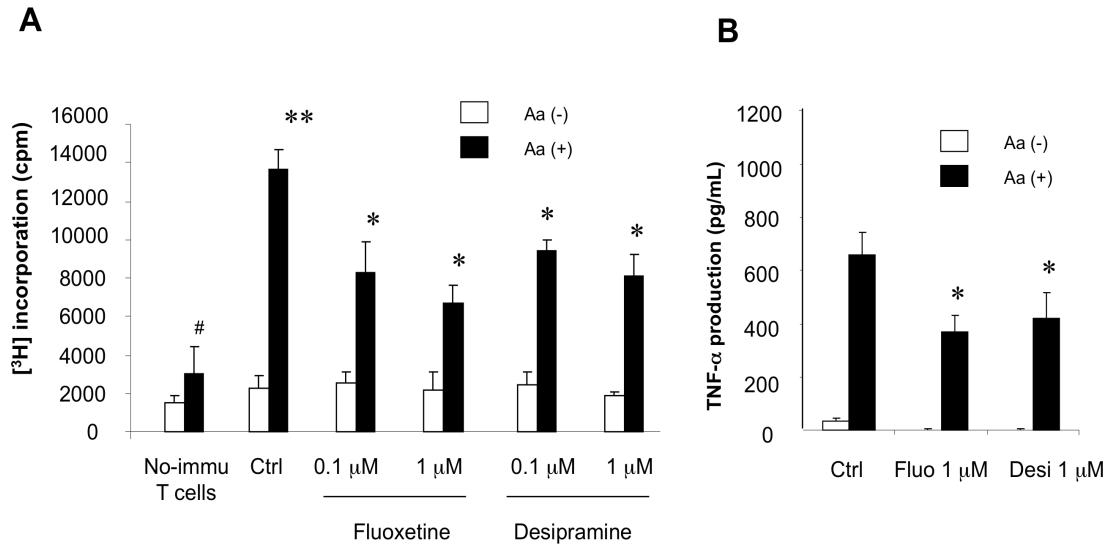 A
[³H] incorporation (cpm)
16000
14000
12000
10000
8000
6000
4000
2000
0
Aa (-)
Aa (+)
#
**
*
*
*
*
No-immu
T cells
Ctrl
0.1 μM
1 μM
0.1 μM
1 μM
Fluoxetine
Desipramine
B
TNF-α production (pg/mL)
1200
1000
800
600
400
200
0
Aa (-)
Aa (+)
*
*
Ctrl
Fluo 1 μM
Desi 1 μM